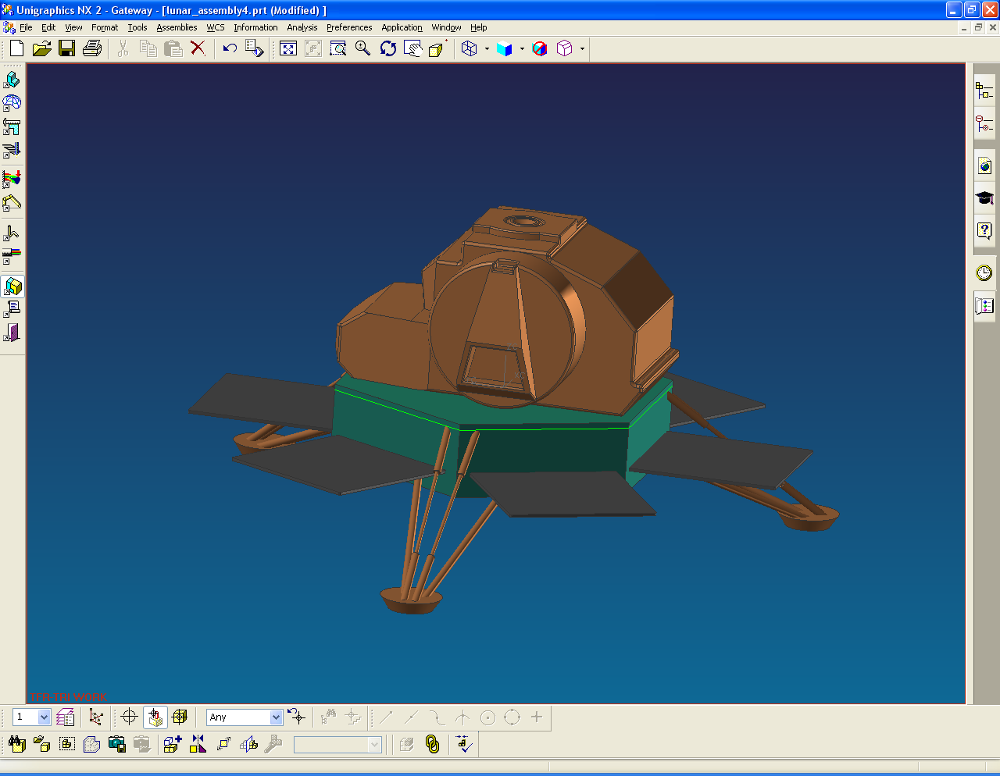 Unigraphics NX 2 - Gateway - [lunar_assembly4.prt (Modified) ]
File Edit View Format Tools Assemblies WCS Information Analysis Preferences Application Window Help
1
Any